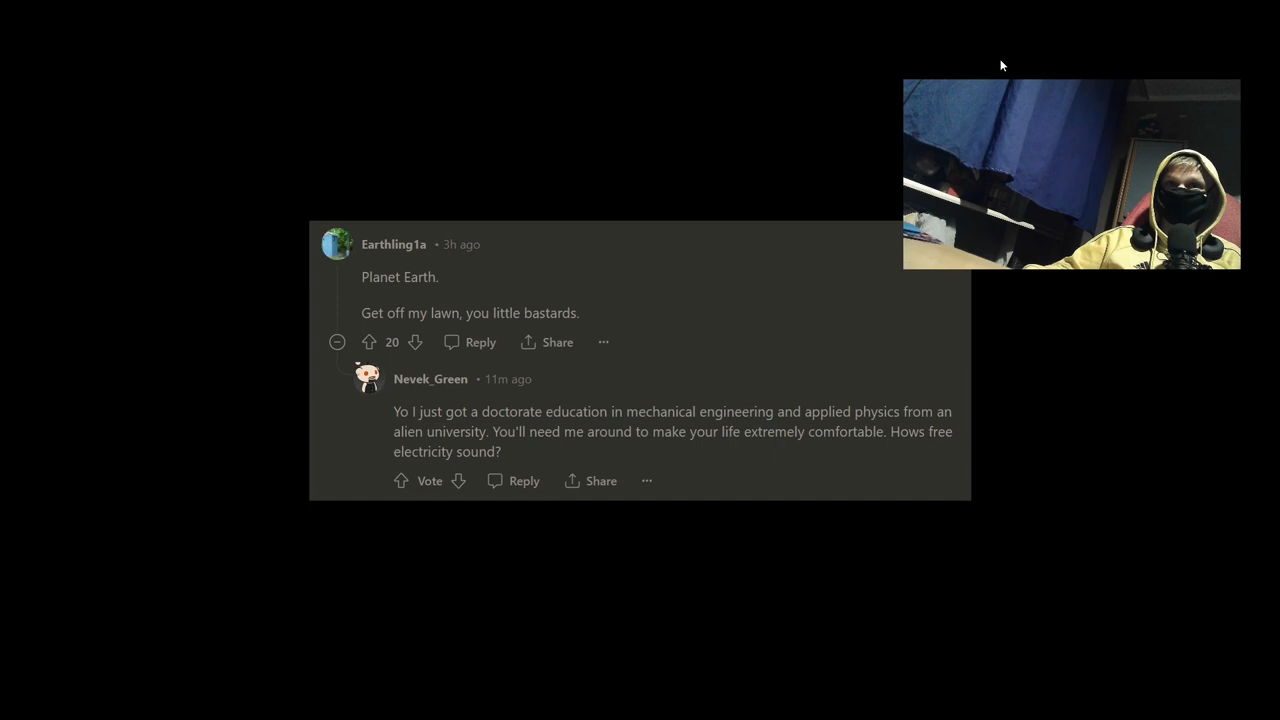 Earthling1a • 3h ago
Planet Earth.
Get off my lawn, you little bastards.
20 Reply Share
Nevek_Green • 11m ago
Yo I just got a doctorate education in mechanical engineering and applied physics from an
alien university. You'll need me around to make your life extremely comfortable. Hows free
electricity sound?
Vote Reply Share